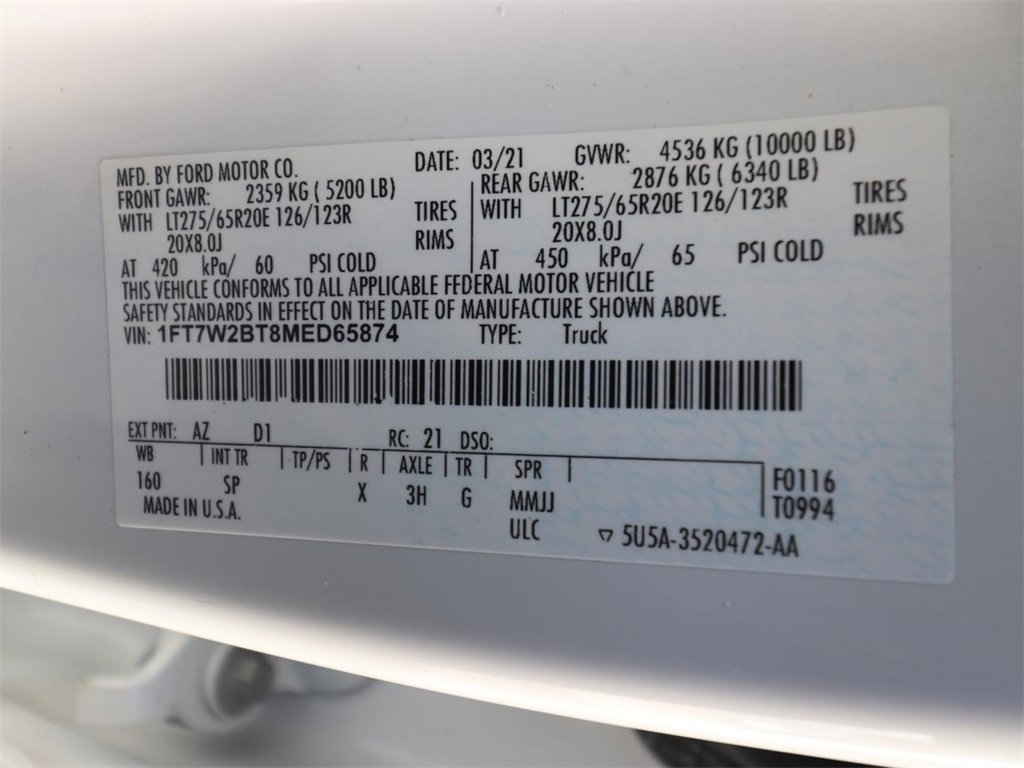 MFD. BY FORD MOTOR CO. DATE: 03/21 GVWR: 4536 KG (10000 LB)
FRONT GAWR: 2359 KG ( 5200 LB) REAR GAWR: 2876 KG ( 6340 LB)
WITH LT275/65R20E 126/123R TIRES WITH LT275/65R20E 126/123R TIRES
20X8.0J RIMS 20X8.0J RIMS
AT 420 kPa/ 60 PSI COLD AT 450 kPa/ 65 PSI COLD
THIS VEHICLE CONFORMS TO ALL APPLICABLE FEDERAL MOTOR VEHICLE
SAFETY STANDARDS IN EFFECT ON THE DATE OF MANUFACTURE SHOWN ABOVE.
VIN: 1FT7W2BT8MED65874 TYPE: Truck
EXT PNT: AZ D1 RC: 21 DSO:
WB INT TR TP/PS R AXLE TR SPR
160 SP X 3H G MMJJ F0116
MADE IN U.S.A. ULC T0994
5U5A-3520472-AA